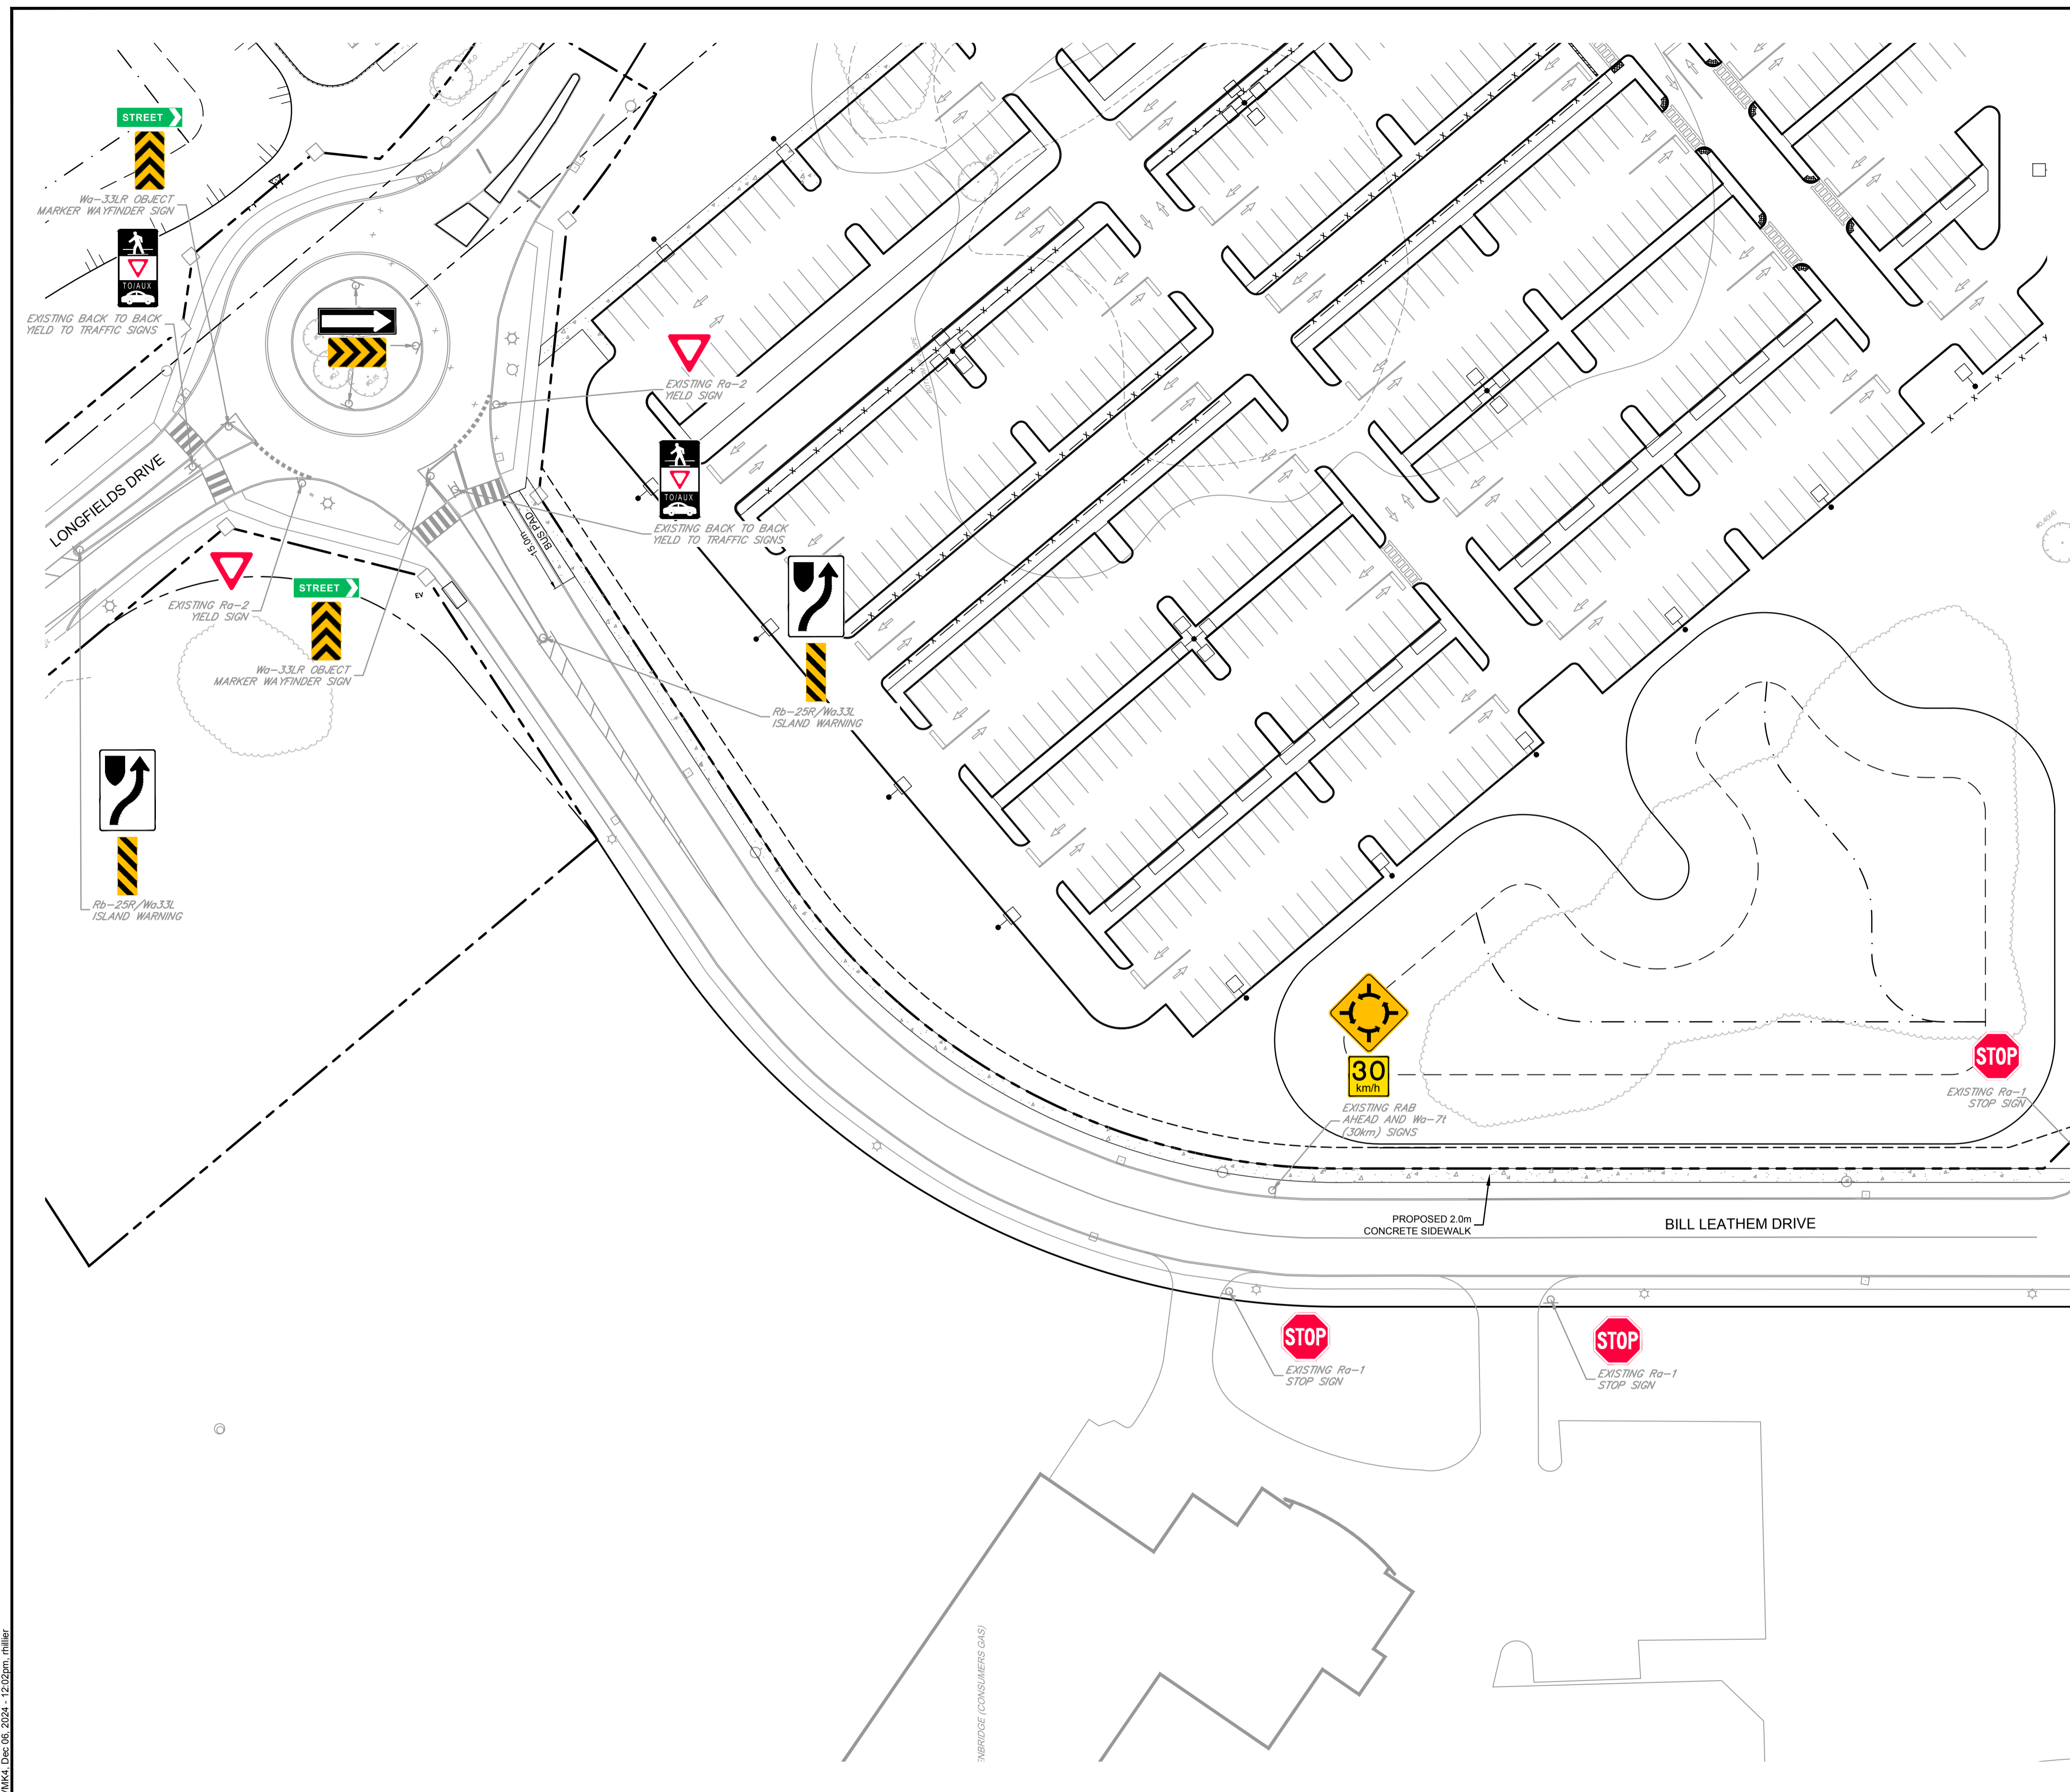 STREET
Wa-33LR OBJECT
MARKER WAYFINDER SIGN
TO/AUX
EXISTING BACK TO BACK
YIELD TO TRAFFIC SIGNS
EXISTING Ra-2
YIELD SIGN
TO/AUX
EXISTING BACK TO BACK
YIELD TO TRAFFIC SIGNS
LONGFIELDS DRIVE
15.0m
BUS PAD
EXISTING Ra-2
YIELD SIGN
STREET
EV
Wa-33LR OBJECT
MARKER WAYFINDER SIGN
Rb-25R/Wa33L
ISLAND WARNING
Rb-25R/Wa33L
ISLAND WARNING
30
km/h
EXISTING RAB
AHEAD AND Wa-7t
(30km) SIGNS
STOP
EXISTING Ra-1
STOP SIGN
PROPOSED 2.0m
CONCRETE SIDEWALK
BILL LEATHEM DRIVE
STOP
EXISTING Ra-1
STOP SIGN
STOP
EXISTING Ra-1
STOP SIGN
NBRIDGE (CONSUMERS GAS)
MK4, Dec 06, 2024 - 12:02pm, rhillier